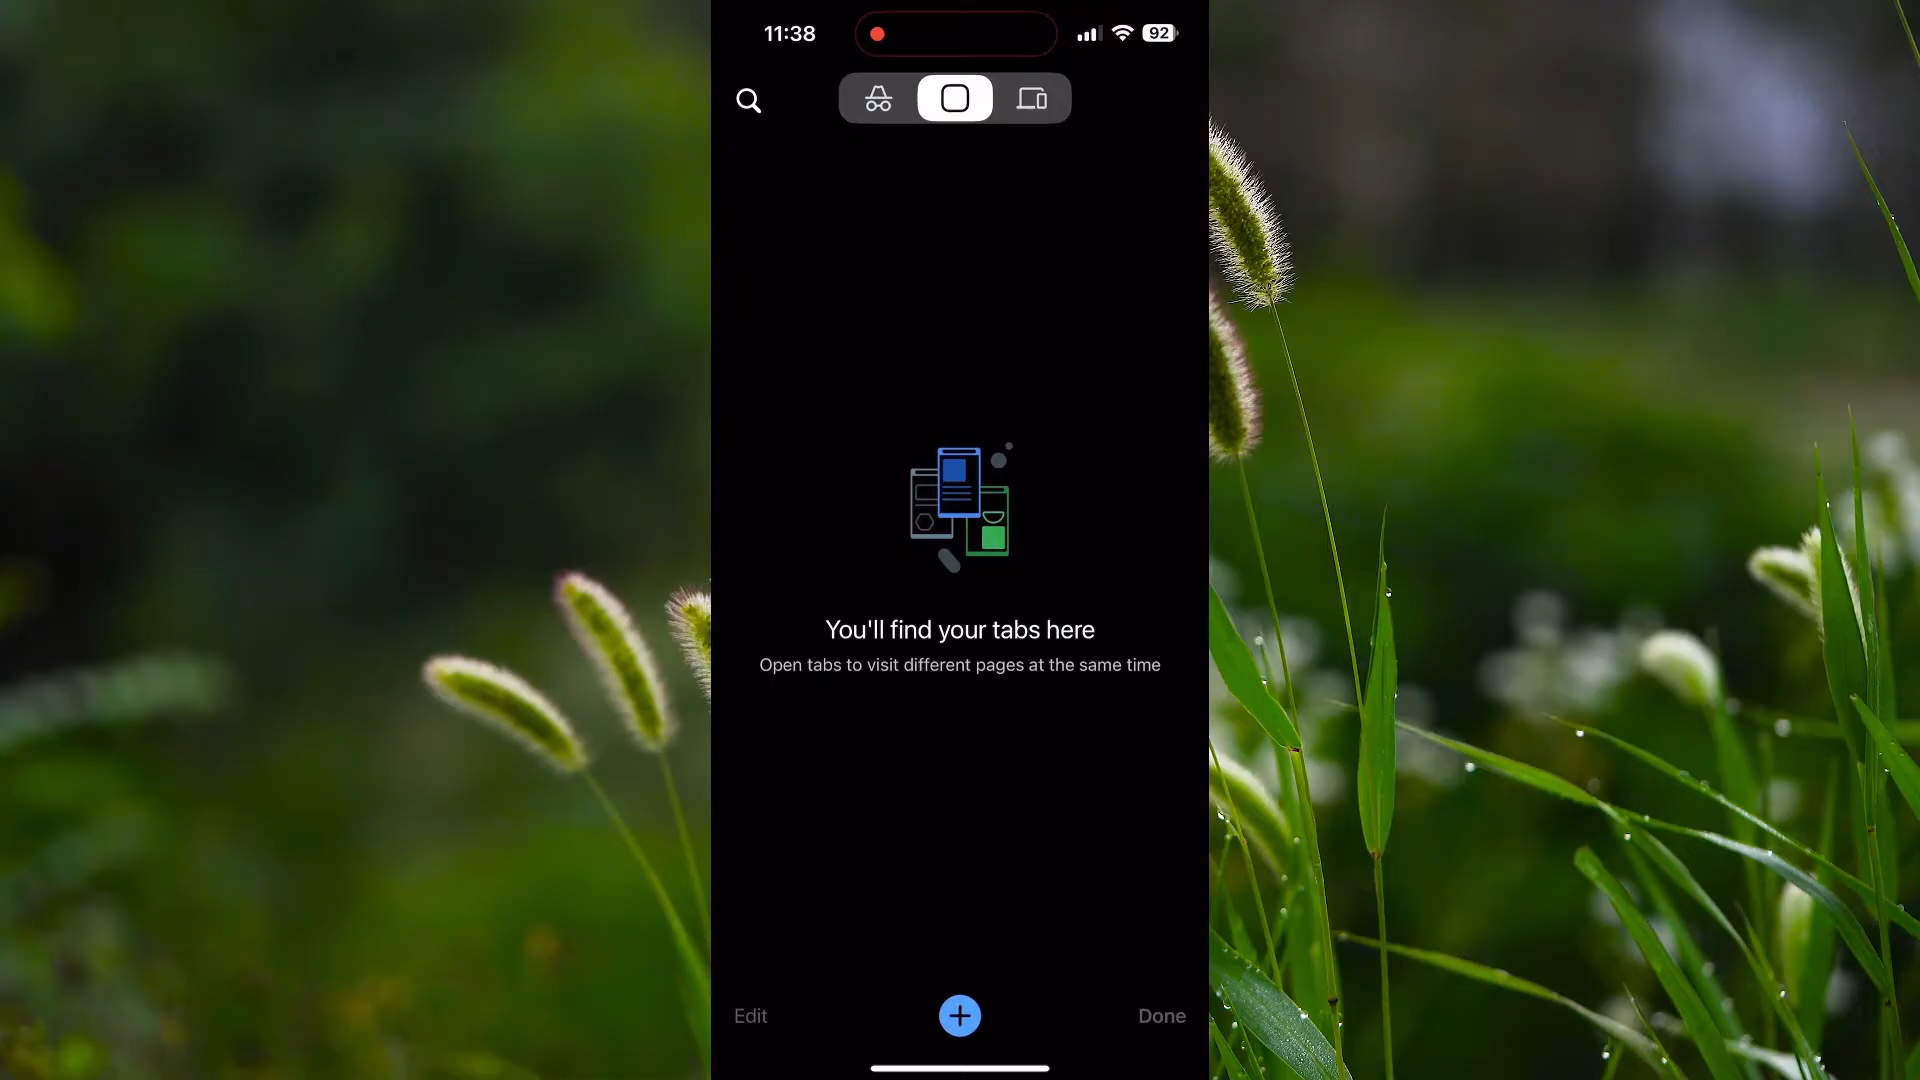 11:38
92
You'll find your tabs here
Open tabs to visit different pages at the same time
Edit
Done